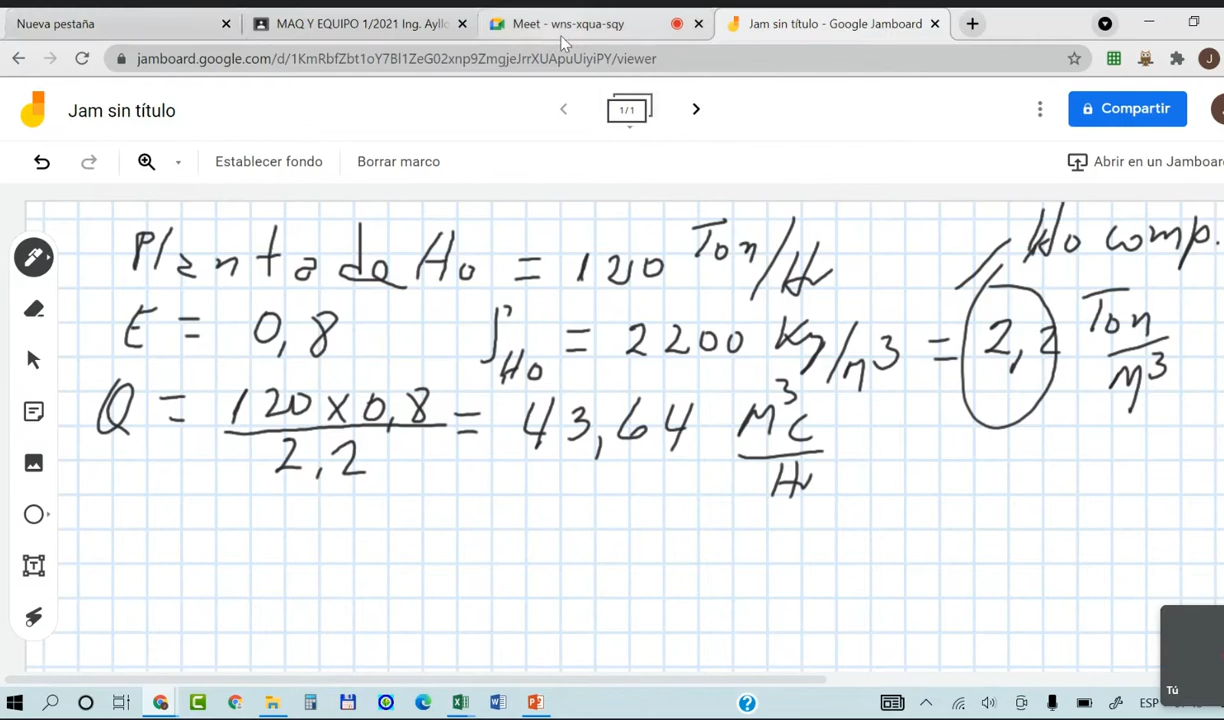 Nueva pestaña
MAQ Y EQUIPO 1/2021 Ing. Ayllo
Meet - wns-xqua-sqy
Jam sin título - Google Jamboard
jamboard.google.com/d/1KmRbfZbt1oY7Bl1ZeG02xnp9ZmgjeJrrXUApuUiyiPY/viewer
J
Jam sin título
1/1
Compartir
Establecer fondo
Borrar marco
Abrir en un Jamboar
Ho comp.
Planta de Ho = 120 Ton/Hr
E = 0,8
ρHo = 2200 Kg/M3 = 2,2 Ton/M3
Q = 120 x 0,8 / 2,2 = 43,64 M3c/Hr
Tú
ESP